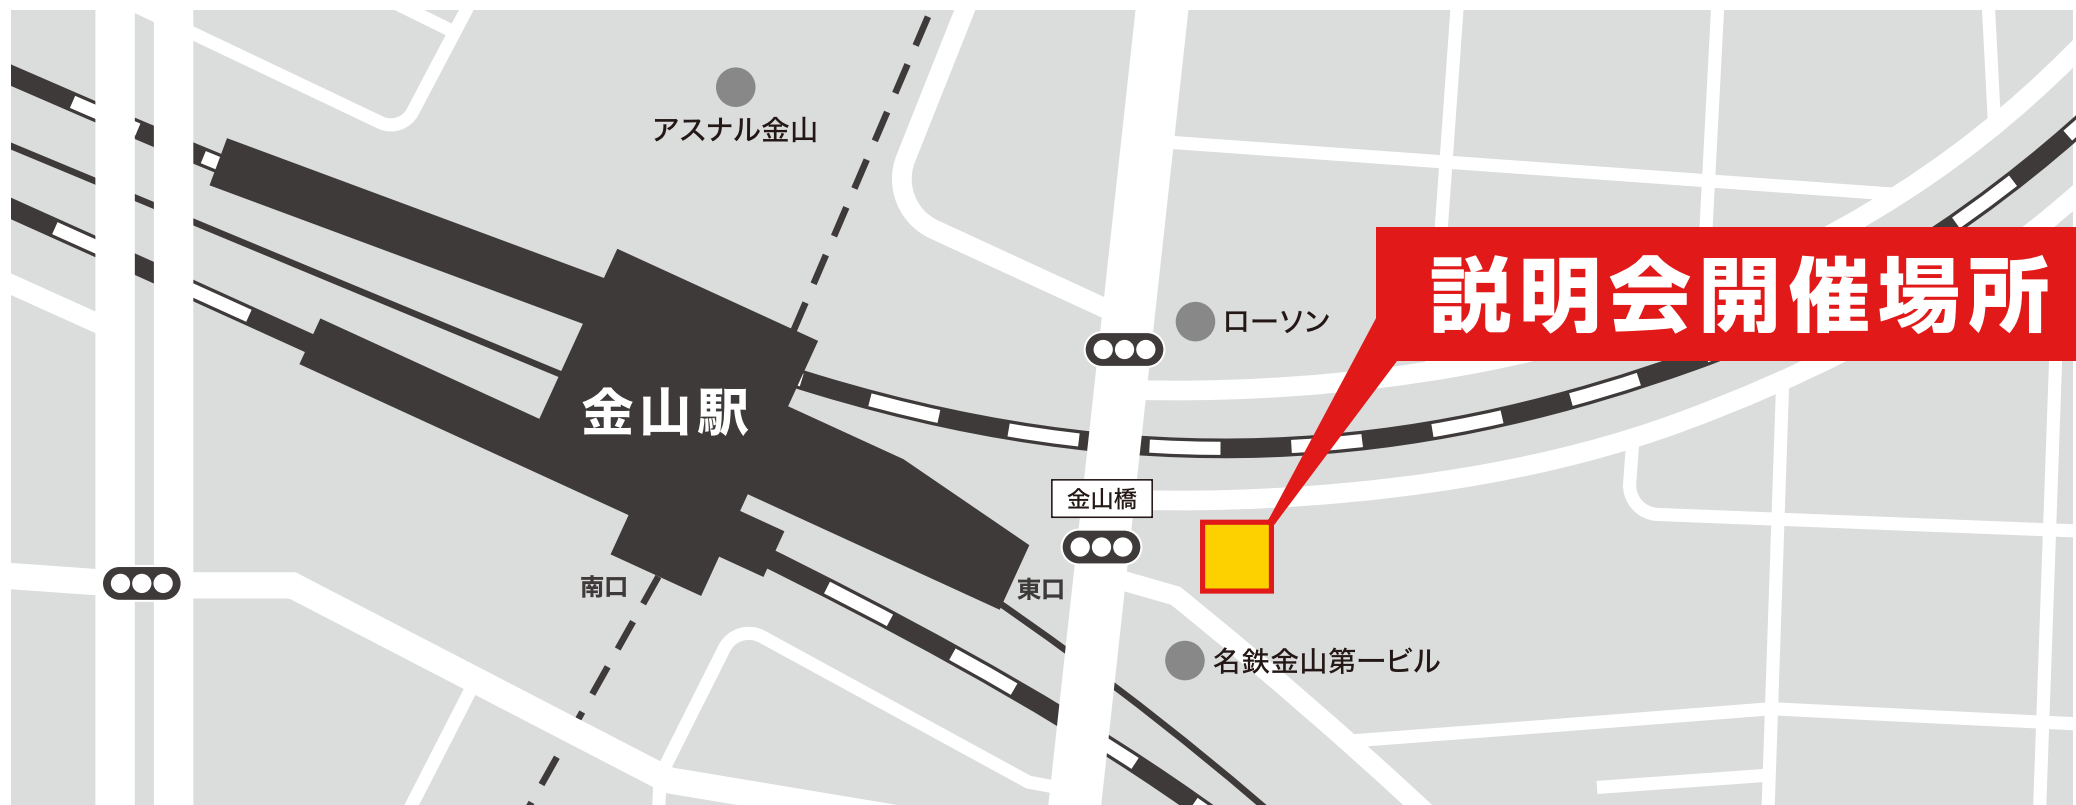 アスナル金山
説明会開催場所
ローソン
金山駅
金山橋
南口
東口
名鉄金山第一ビル